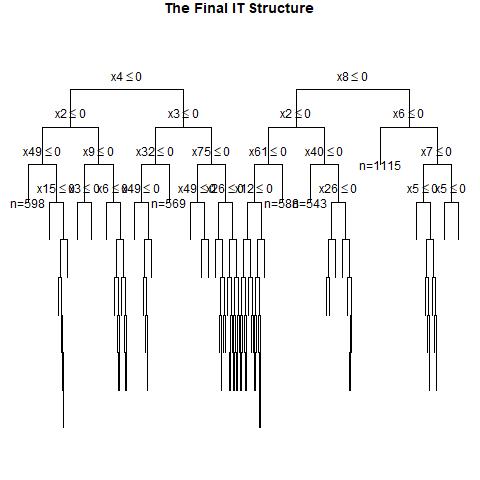 The Final IT Structure
x4 ≤ 0 x8 ≤ 0
x2 ≤ 0 x3 ≤ 0 x2 ≤ 0 x6 ≤ 0
x49 ≤ 0 x9 ≤ 0 x32 ≤ 0 x75 ≤ 0 x61 ≤ 0 x40 ≤ 0 x7 ≤ 0
n=1115
x15 ≤ 0 x3 ≤ 0 x6 ≤ 0 x49 ≤ 0 x49 ≤ 0 x26 ≤ 0 x12 ≤ 0 x26 ≤ 0 x5 ≤ 0 x5 ≤ 0
n=598 n=569 n=543